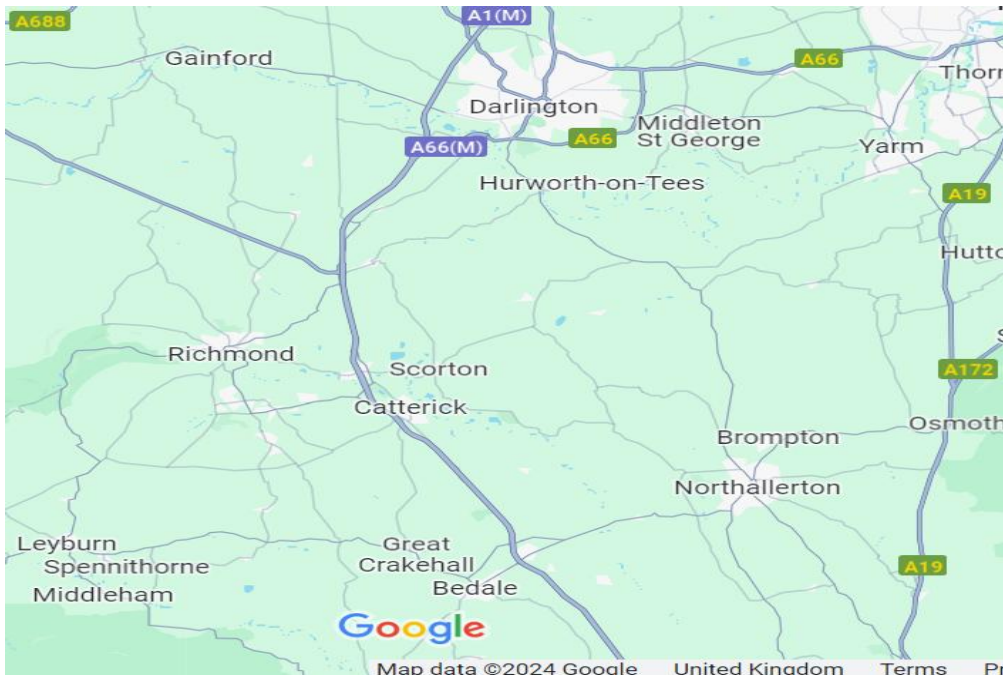 A688
A1(M)
Gainford
A66
Thorr
Darlington
Middleton
St George
A66
A66(M)
Yarm
Hurworth-on-Tees
A19
Hutto
Richmond
Scorton
A172
Catterick
Osmoth
Brompton
Northallerton
Leyburn
Great
Crakehall
Spennithorne
A19
Middleham
Bedale
Google
Map data ©2024 Google United Kingdom Terms Pr